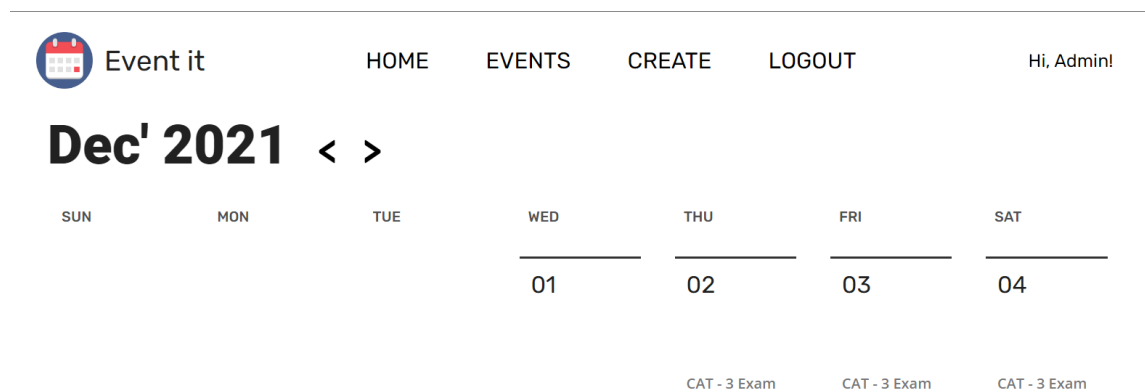 Event it HOME EVENTS CREATE LOGOUT Hi, Admin!
Dec' 2021 < >
SUN MON TUE WED THU FRI SAT
01 02 03 04
CAT - 3 Exam CAT - 3 Exam CAT - 3 Exam